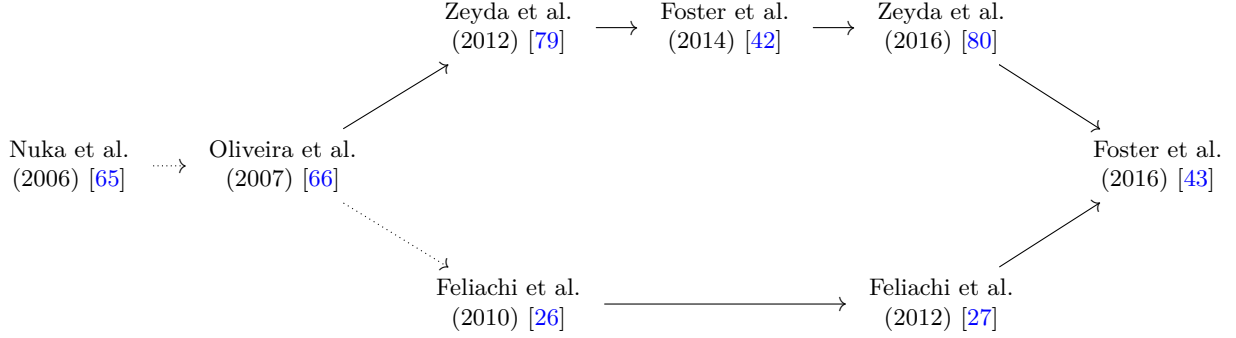 Zeyda et al.
(2012) [79]
Foster et al.
(2014) [42]
Zeyda et al.
(2016) [80]
Nuka et al.
(2006) [65]
Oliveira et al.
(2007) [66]
Foster et al.
(2016) [43]
Feliachi et al.
(2010) [26]
Feliachi et al.
(2012) [27]